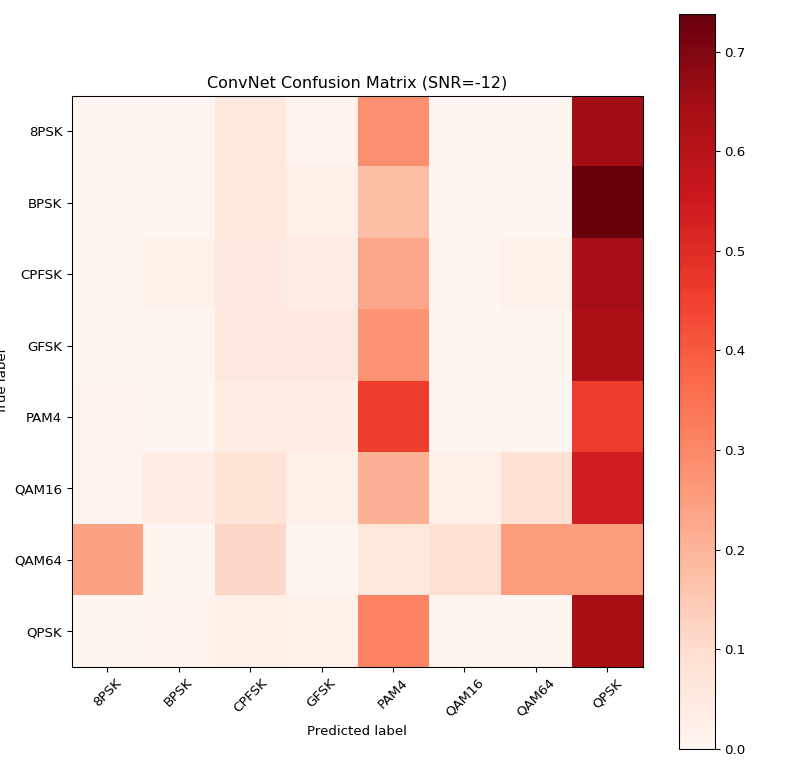 ConvNet Confusion Matrix (SNR=-12)
8PSK
BPSK
CPFSK
GFSK
PAM4
QAM16
QAM64
QPSK
8PSK
BPSK
CPFSK
GFSK
PAM4
QAM16
QAM64
QPSK
Predicted label
0.7
0.6
0.5
0.4
0.3
0.2
0.1
0.0